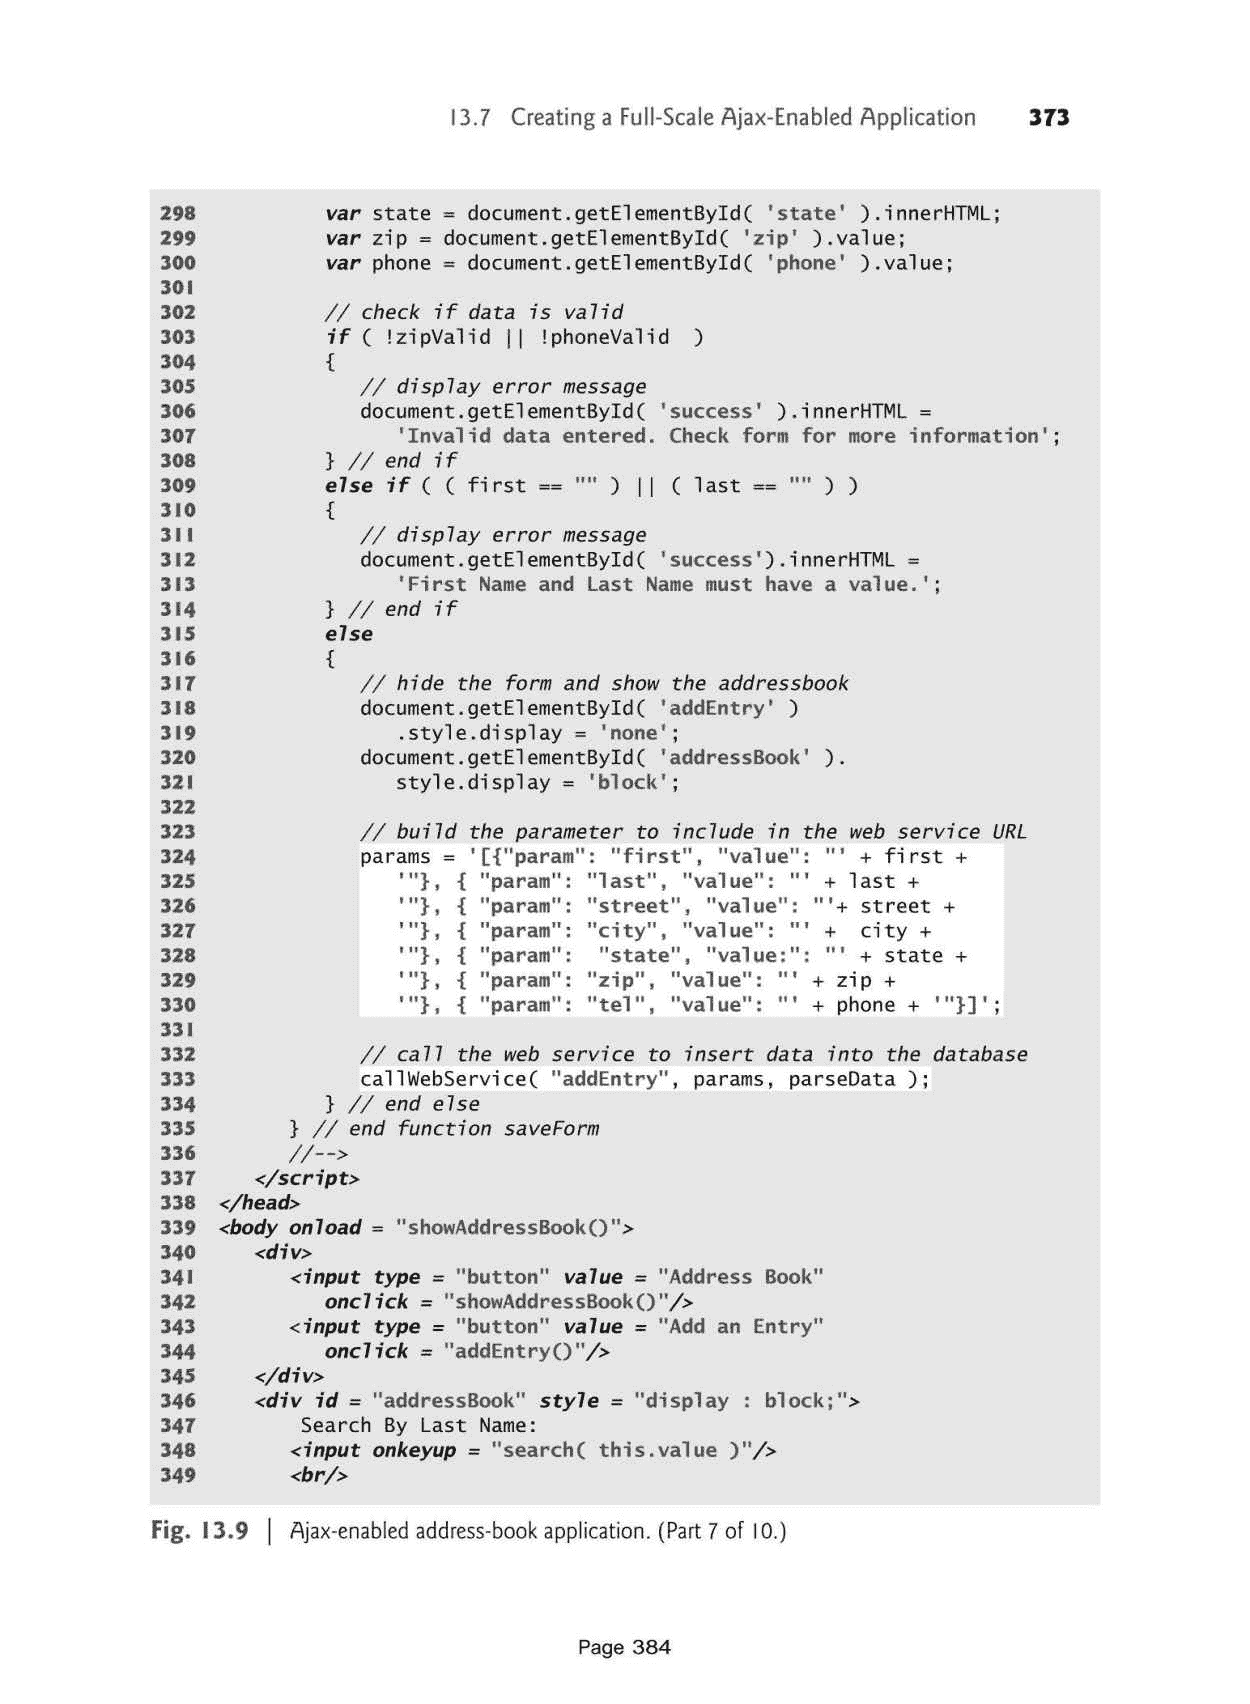 13.7 Creating a Full-Scale Ajax-Enabled Application 373
298 var state = document.getElementById( 'state' ).innerHTML;
299 var zip = document.getElementById( 'zip' ).value;
300 var phone = document.getElementById( 'phone' ).value;
301
302 // check if data is valid
303 if ( !zipValid || !phoneValid )
304 {
305 // display error message
306 document.getElementById( 'success' ).innerHTML =
307 'Invalid data entered. Check form for more information';
308 } // end if
309 else if ( ( first == "" ) || ( last == "" ) )
310 {
311 // display error message
312 document.getElementById( 'success').innerHTML =
313 'First Name and Last Name must have a value.';
314 } // end if
315 else
316 {
317 // hide the form and show the addressbook
318 document.getElementById( 'addEntry' )
319 .style.display = 'none';
320 document.getElementById( 'addressBook' ).
321 style.display = 'block';
322
323 // build the parameter to include in the web service URL
324 params = '[{"param": "first", "value": "' + first +
325 '"}, { "param": "last", "value": "' + last +
326 '"}, { "param": "street", "value": "'+ street +
327 '"}, { "param": "city", "value": "' + city +
328 '"}, { "param": "state", "value:": "' + state +
329 '"}, { "param": "zip", "value": "' + zip +
330 '"}, { "param": "tel", "value": "' + phone + '"}]';
331
332 // call the web service to insert data into the database
333 callWebService( "addEntry", params, parseData );
334 } // end else
335 } // end function saveForm
336 //-->
337 </script>
338 </head>
339 <body onload = "showAddressBook()">
340 <div>
341 <input type = "button" value = "Address Book"
342 onclick = "showAddressBook()"/>
343 <input type = "button" value = "Add an Entry"
344 onclick = "addEntry()"/>
345 </div>
346 <div id = "addressBook" style = "display : block;">
347 Search By Last Name:
348 <input onkeyup = "search( this.value )"/>
349 <br/>
Fig. 13.9 | Ajax-enabled address-book application. (Part 7 of 10.)
Page 384